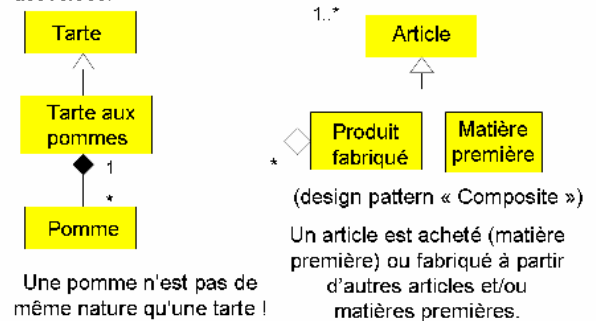 Tarte
Tarte aux
pommes
1
*
Pomme
Une pomme n'est pas de
même nature qu'une tarte !
1..*
Article
Produit
fabriqué
Matière
première
*
(design pattern « Composite »)
Un article est acheté (matière
première) ou fabriqué à partir
d'autres articles et/ou
matières premières.